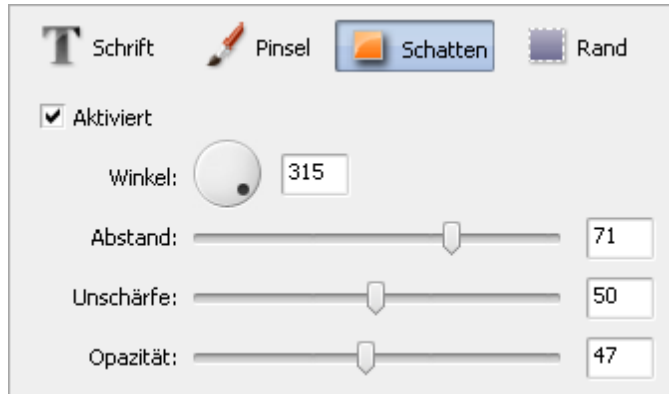 Schrift Pinsel Schatten Rand
Aktiviert
Winkel: 315
Abstand: 71
Unschärfe: 50
Opazität: 47